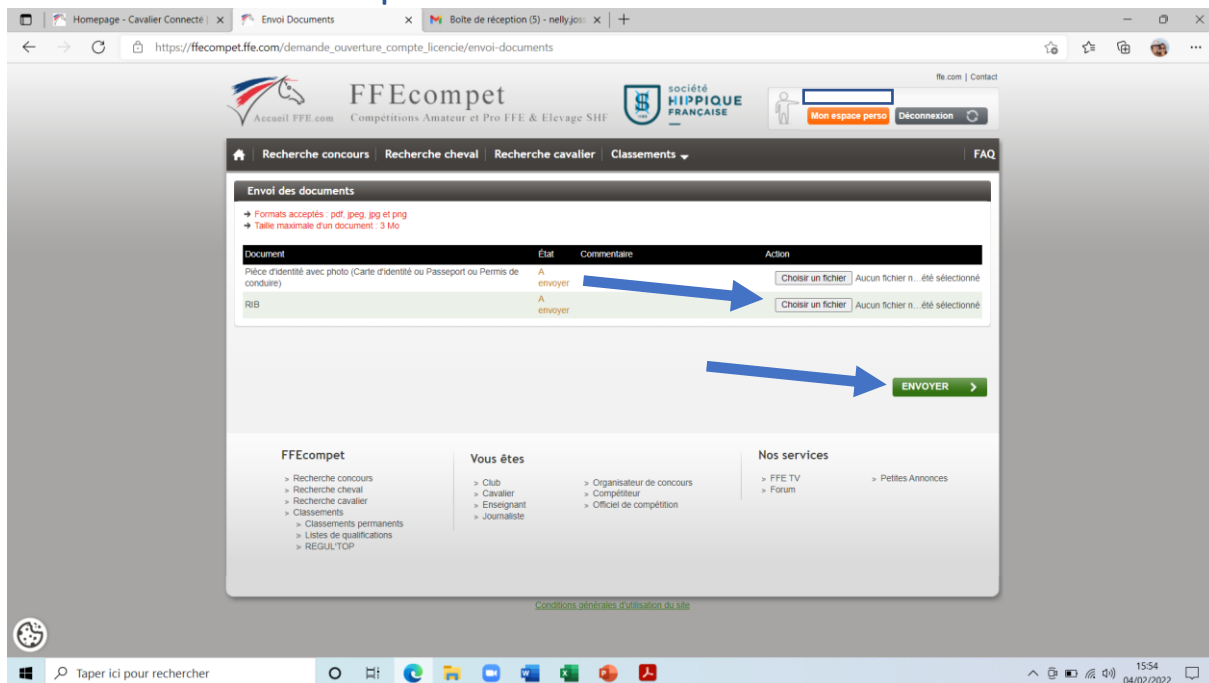 Homepage - Cavalier Connecté |
Envoi Documents
Boîte de réception (5) - nelly.joss
https://ffecompet.ffe.com/demande_ouverture_compte_licencie/envoi-documents
ffe.com | Contact
FFEcompet
Accueil FFE.com
Compétitions Amateur et Pro FFE & Elevage SHF
société
HIPPIQUE
FRANÇAISE
Mon espace perso
Déconnexion
Recherche concours
Recherche cheval
Recherche cavalier
Classements
FAQ
Envoi des documents
Formats acceptés : pdf, jpeg, jpg et png
Taille maximale d'un document : 3 Mo
Document État Commentaire Action
Pièce d'identité avec photo (Carte d'identité ou Passeport ou Permis de
conduire)
A
envoyer
Choisir un fichier Aucun fichier n…été sélectionné
RIB
A
envoyer
Choisir un fichier Aucun fichier n…été sélectionné
ENVOYER
FFEcompet
» Recherche concours
» Recherche cheval
» Recherche cavalier
» Classements
» Classements permanents
» Listes de qualifications
» REGUL'TOP
Vous êtes
» Club
» Cavalier
» Enseignant
» Journaliste
» Organisateur de concours
» Compétiteur
» Officiel de compétition
Nos services
» FFE TV
» Forum
» Petites Annonces
Conditions générales d'utilisation du site
Taper ici pour rechercher
15:54
04/02/2022